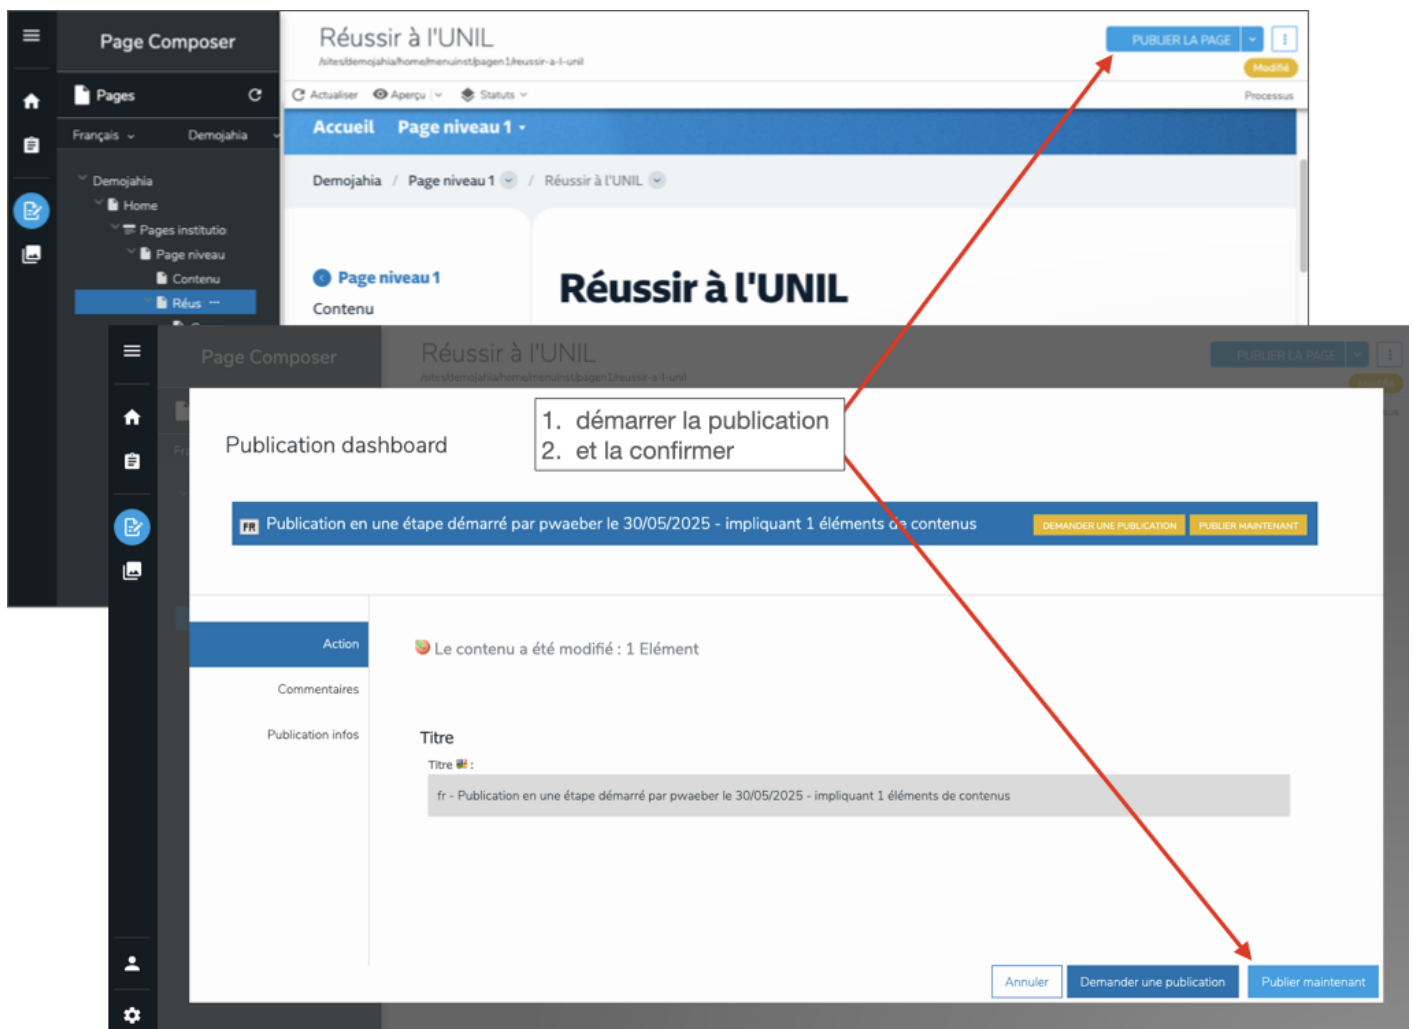 Page Composer
Réussir à l'UNIL
/sites/demojahia/home/menuinst/pagen1/reussir-a-l-unil
PUBLIER LA PAGE
Modifié
Pages
Actualiser Aperçu Statuts
Processus
Français Demojahia
Accueil Page niveau 1
Demojahia / Page niveau 1 / Réussir à l'UNIL
Demojahia
Home
Pages institutio
Page niveau
Contenu
Réus ···
Page niveau 1
Contenu
Réussir à l'UNIL
Page Composer
Réussir à l'UNIL
/sites/demojahia/home/menuinst/pagen1/reussir-a-l-unil
PUBLIER LA PAGE
1. démarrer la publication
2. et la confirmer
Publication dashboard
FR Publication en une étape démarré par pwaeber le 30/05/2025 - impliquant 1 éléments de contenus
DEMANDER UNE PUBLICATION PUBLIER MAINTENANT
Action
Commentaires
Publication infos
Le contenu a été modifié : 1 Elément
Titre
Titre :
fr - Publication en une étape démarré par pwaeber le 30/05/2025 - impliquant 1 éléments de contenus
Annuler Demander une publication Publier maintenant